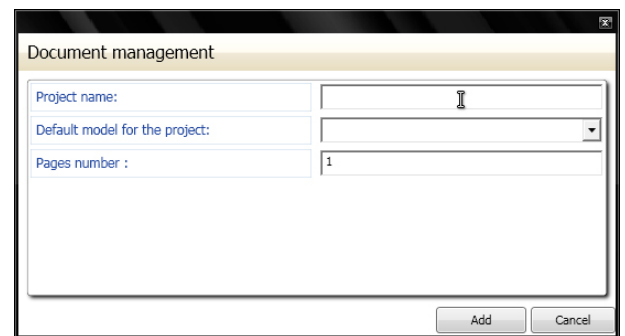 Document management
Project name:
Default model for the project:
Pages number :
1
Add
Cancel